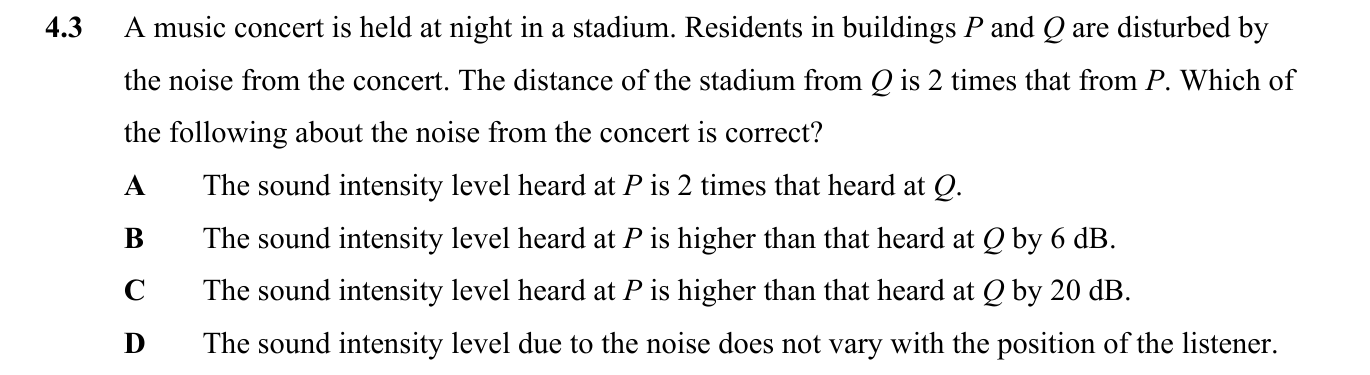 4.3 A music concert is held at night in a stadium. Residents in buildings P and Q are disturbed by
the noise from the concert. The distance of the stadium from Q is 2 times that from P. Which of
the following about the noise from the concert is correct?
A The sound intensity level heard at P is 2 times that heard at Q.
B The sound intensity level heard at P is higher than that heard at Q by 6 dB.
C The sound intensity level heard at P is higher than that heard at Q by 20 dB.
D The sound intensity level due to the noise does not vary with the position of the listener.